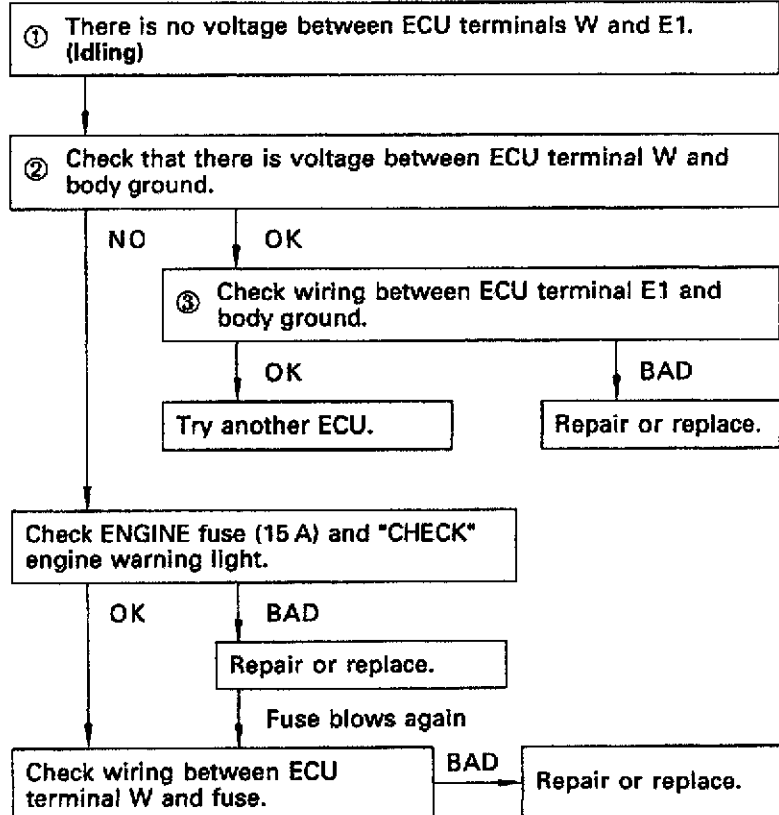 ① There is no voltage between ECU terminals W and E1.
(Idling)
② Check that there is voltage between ECU terminal W and
body ground.
NO
OK
③ Check wiring between ECU terminal E1 and
body ground.
OK
BAD
Try another ECU.
Repair or replace.
Check ENGINE fuse (15 A) and "CHECK"
engine warning light.
OK
BAD
Repair or replace.
Fuse blows again
Check wiring between ECU
terminal W and fuse.
BAD
Repair or replace.